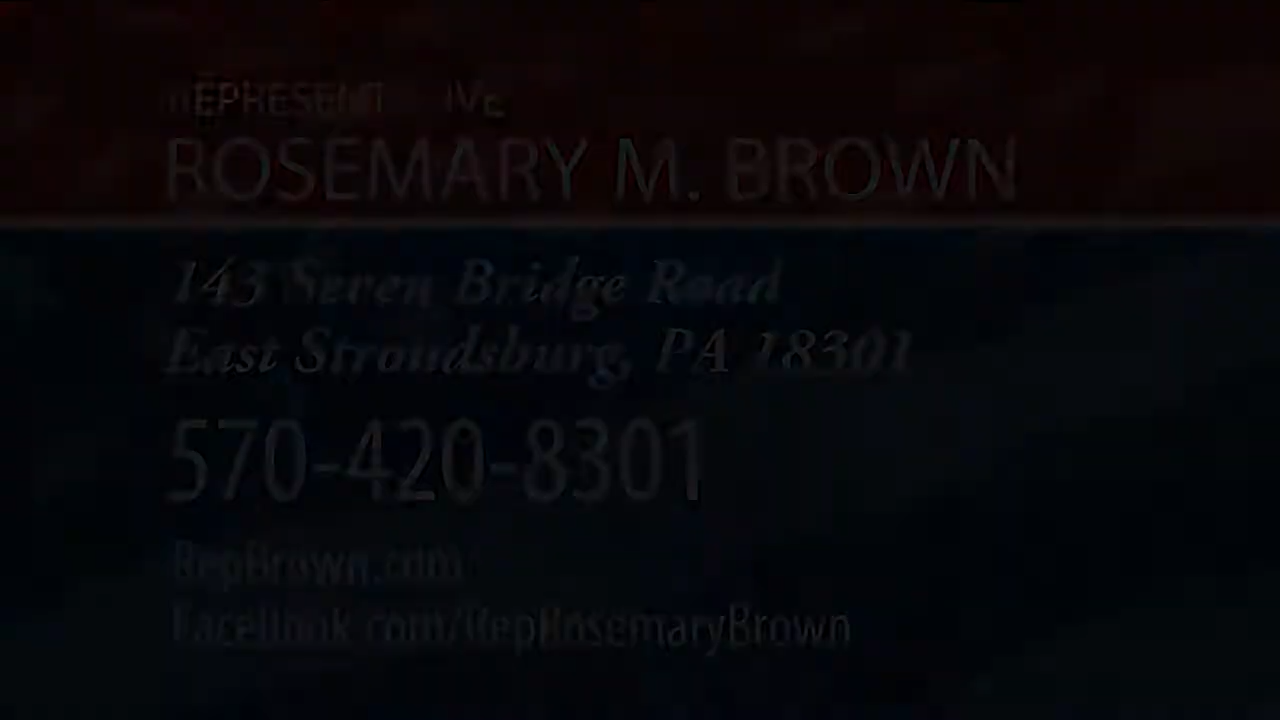 REPRESENTATIVE
ROSEMARY M. BROWN
143 Seven Bridge Road
East Stroudsburg, PA 18301
570-420-8301
RepBrown.com
Facebook.com/RepRosemaryBrown